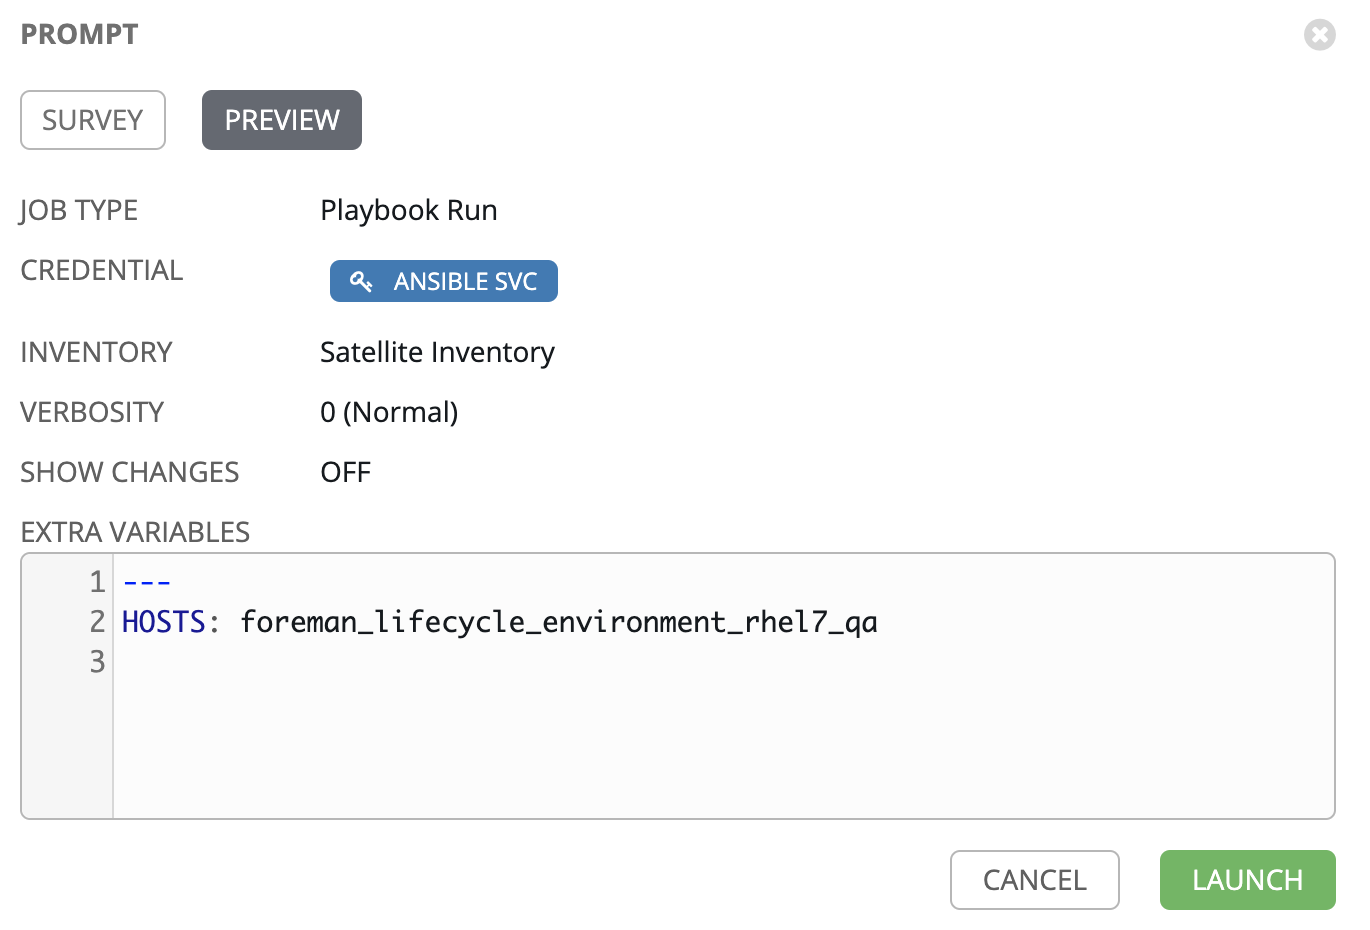 PROMPT
SURVEY PREVIEW
JOB TYPE Playbook Run
CREDENTIAL ANSIBLE SVC
INVENTORY Satellite Inventory
VERBOSITY 0 (Normal)
SHOW CHANGES OFF
EXTRA VARIABLES
1 ---
2 HOSTS: foreman_lifecycle_environment_rhel7_qa
3
CANCEL LAUNCH